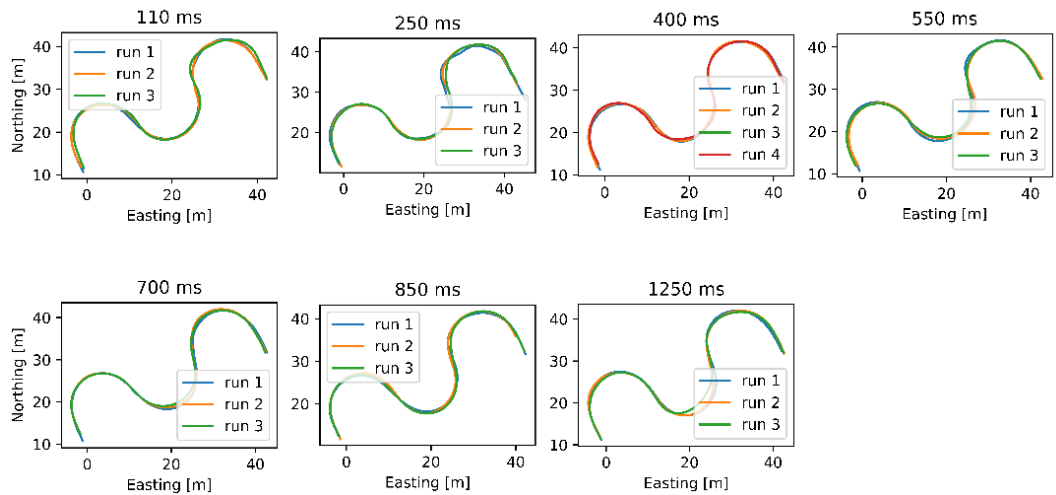 110 ms
250 ms
400 ms
550 ms
Northing [m]
40
30
20
10
run 1
run 2
run 3
0
20
40
Easting [m]
40
30
20
run 1
run 2
run 3
0
20
40
Easting [m]
40
30
20
10
run 1
run 2
run 3
run 4
0
20
40
Easting [m]
40
30
20
10
run 1
run 2
run 3
0
20
40
Easting [m]
700 ms
850 ms
1250 ms
Northing [m]
40
30
20
10
run 1
run 2
run 3
0
20
40
Easting [m]
40
30
20
run 1
run 2
run 3
0
20
40
Easting [m]
40
30
20
10
run 1
run 2
run 3
0
20
40
Easting [m]